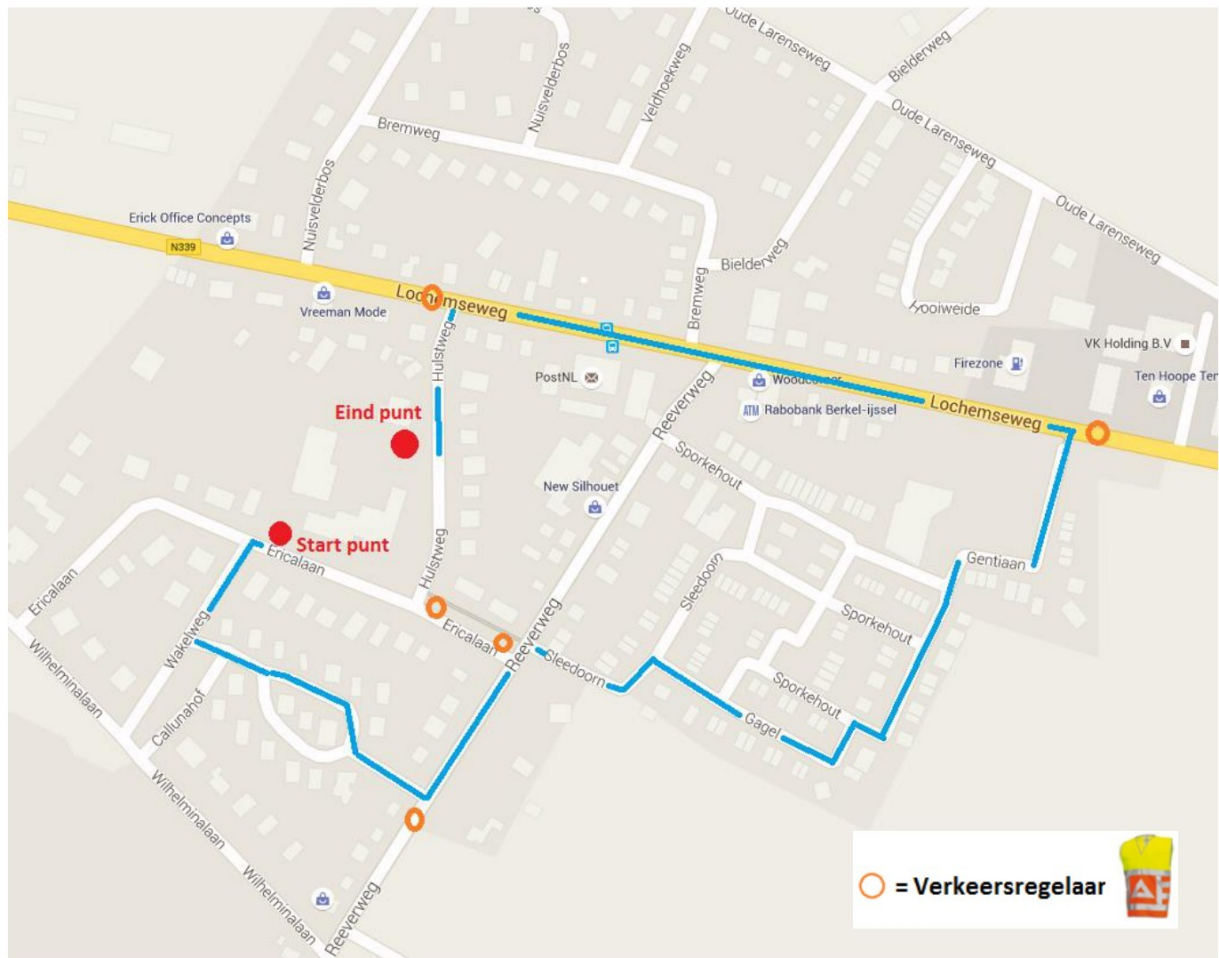 Oude Larenseweg
Bielderweg
Nuisvelderbos
Veldhoekweg
Bremweg
Oude Larenseweg
Nuisvelderbos
Oude Larenseweg
Erick Office Concepts
N339
Bielderweg
Bremweg
Hooiweide
Lochemseweg
Vreeman Mode
VK Holding B.V
Firezone
Hulstweg
PostNL
Woodcorner
Ten Hoope Ten
ATM
Rabobank Berkel-ijssel
Lochemseweg
Eind punt
Reeverweg
Sporkehout
New Silhouet
Start punt
Ericalaan
Hulstweg
Gentiaan
Sleedoorn
Ericalaan
Wakelweg
Sporkehout
Ericalaan
Reeverweg
Sleedoorn
Wilhelminalaan
Callunahof
Sporkehout
Gagel
Wilhelminalaan
Wilhelminalaan
Reeverweg
= Verkeersregelaar